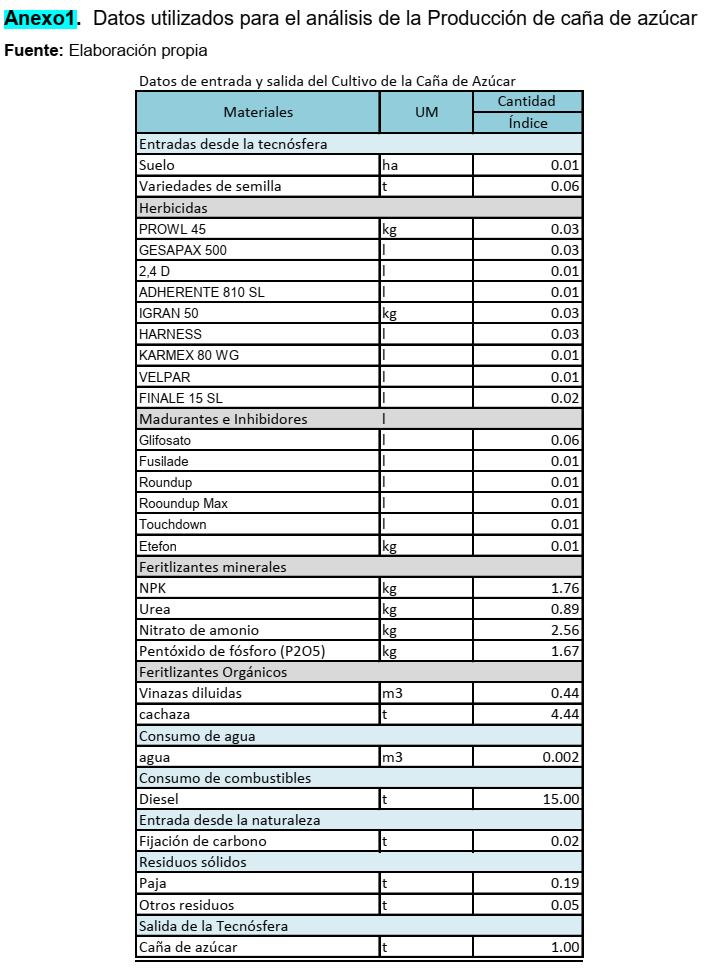 Anexo1. Datos utilizados para el análisis de la Producción de caña de azúcar
Fuente: Elaboración propia
Datos de entrada y salida del Cultivo de la Caña de Azúcar
Materiales UM Cantidad
Índice
Entradas desde la tecnósfera
Suelo ha 0.01
Variedades de semilla t 0.06
Herbicidas
PROWL 45 kg 0.03
GESAPAX 500 l 0.03
2,4 D l 0.01
ADHERENTE 810 SL l 0.01
IGRAN 50 kg 0.03
HARNESS l 0.03
KARMEX 80 WG l 0.01
VELPAR l 0.01
FINALE 15 SL l 0.02
Madurantes e Inhibidores l
Glifosato l 0.06
Fusilade l 0.01
Roundup l 0.01
Rooundup Max l 0.01
Touchdown l 0.01
Etefon kg 0.01
Feritlizantes minerales
NPK kg 1.76
Urea kg 0.89
Nitrato de amonio kg 2.56
Pentóxido de fósforo (P2O5) kg 1.67
Feritlizantes Orgánicos
Vinazas diluidas m3 0.44
cachaza t 4.44
Consumo de agua
agua m3 0.002
Consumo de combustibles
Diesel t 15.00
Entrada desde la naturaleza
Fijación de carbono t 0.02
Residuos sólidos
Paja t 0.19
Otros residuos t 0.05
Salida de la Tecnósfera
Caña de azúcar t 1.00